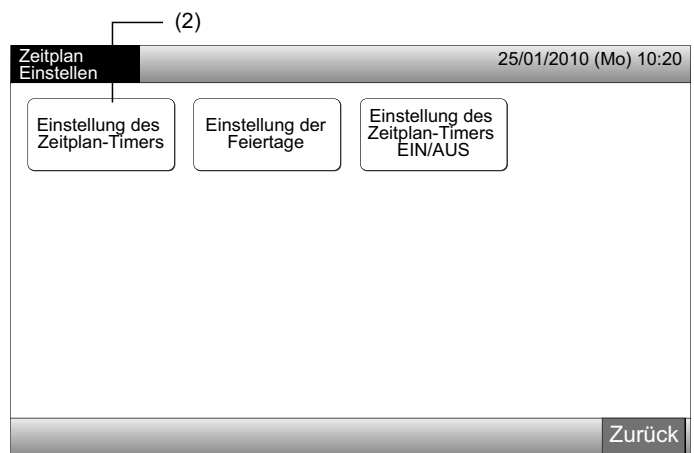 (2)
Zeitplan
Einstellen
25/01/2010 (Mo) 10:20
Einstellung des
Zeitplan-Timers
Einstellung der
Feiertage
Einstellung des
Zeitplan-Timers
EIN/AUS
Zurück